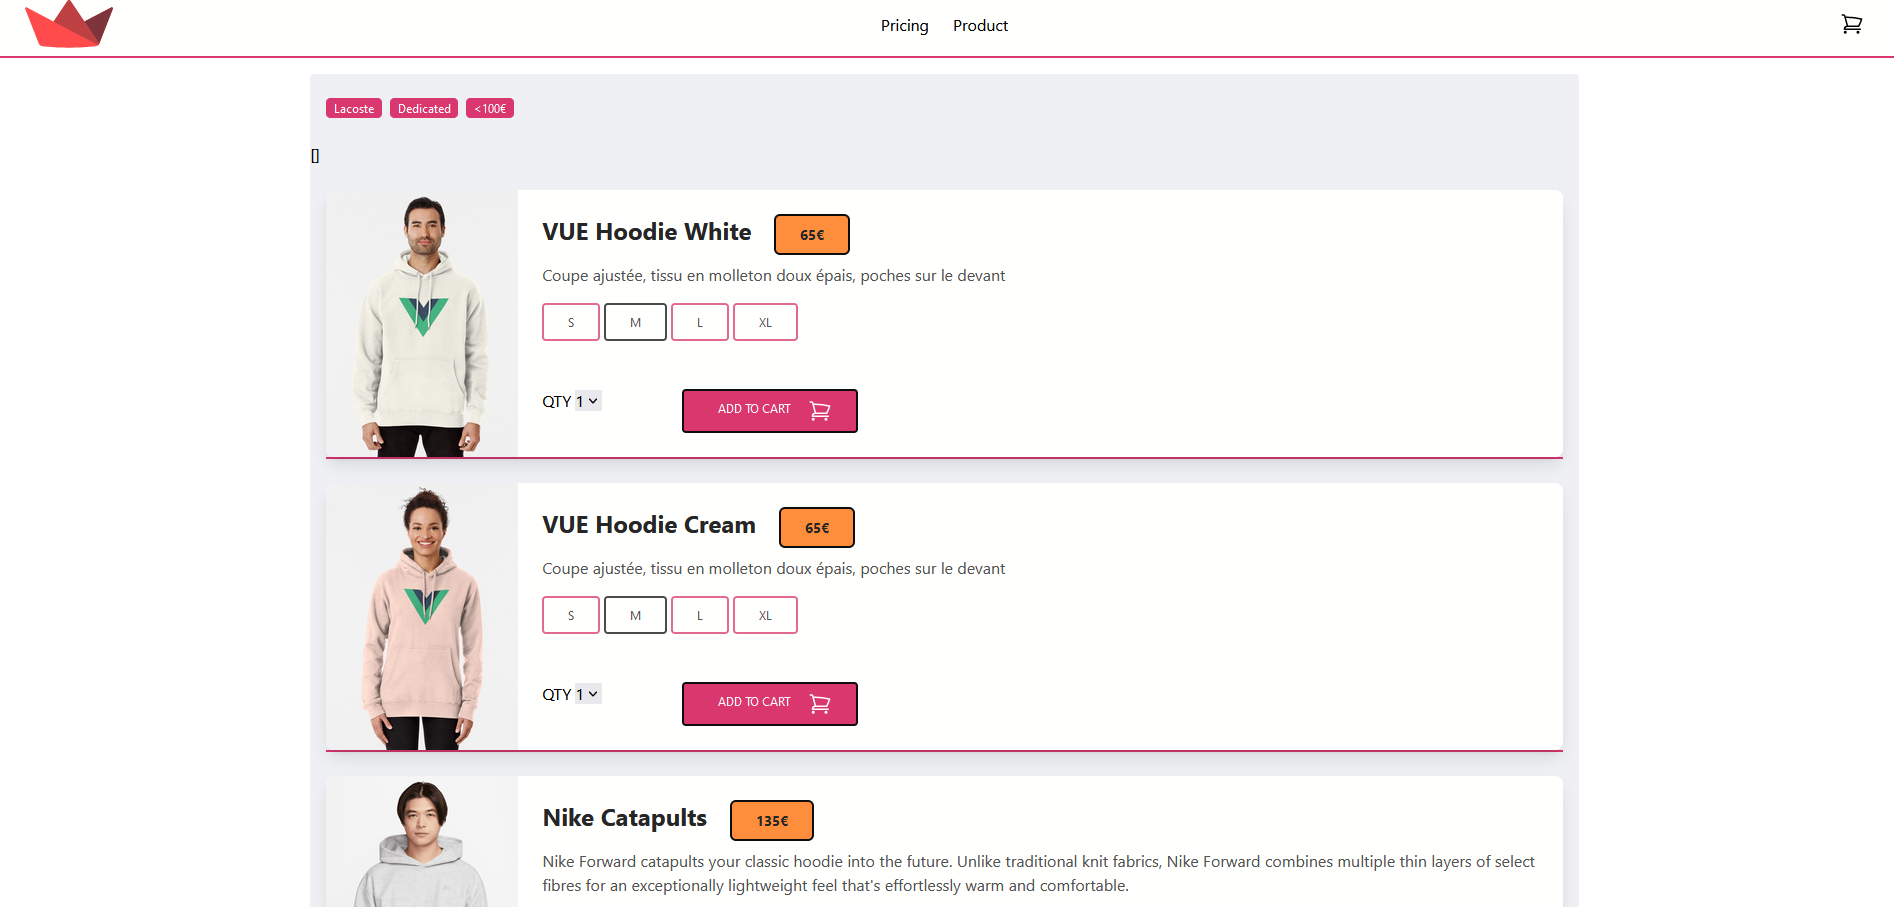 Pricing Product
Lacoste Dedicated <100€
[]
VUE Hoodie White 65€
Coupe ajustée, tissu en molleton doux épais, poches sur le devant
S M L XL
QTY 1 ADD TO CART
VUE Hoodie Cream 65€
Coupe ajustée, tissu en molleton doux épais, poches sur le devant
S M L XL
QTY 1 ADD TO CART
Nike Catapults 135€
Nike Forward catapults your classic hoodie into the future. Unlike traditional knit fabrics, Nike Forward combines multiple thin layers of select
fibres for an exceptionally lightweight feel that's effortlessly warm and comfortable.